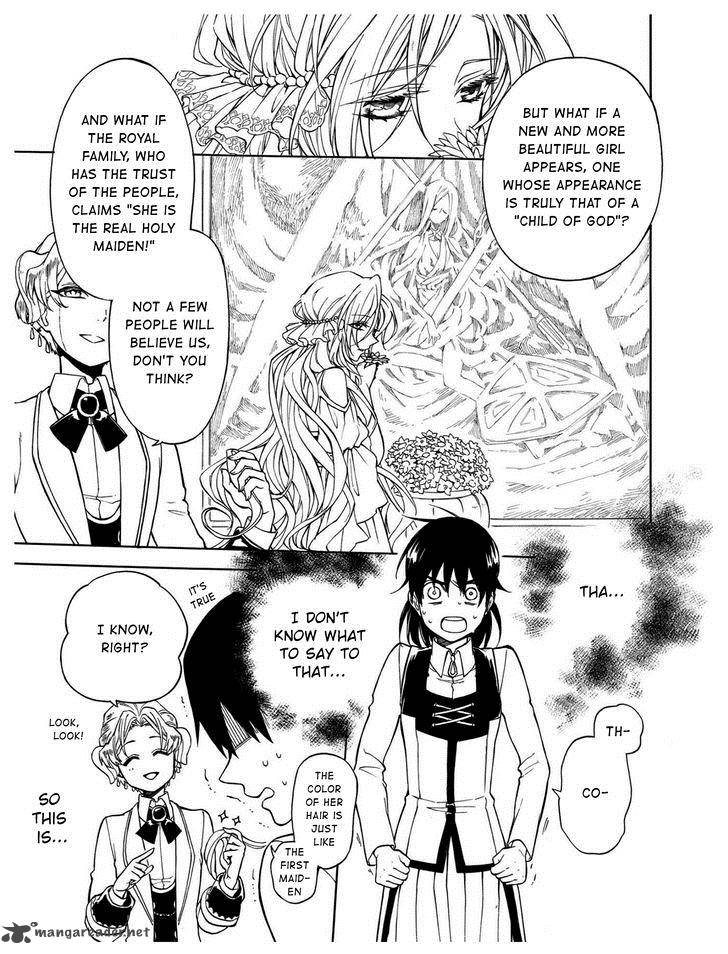 BUT WHAT IF A
NEW AND MORE
BEAUTIFUL GIRL
APPEARS, ONE
WHOSE APPEARANCE
IS TRULY THAT OF A
"CHILD OF GOD"?
AND WHAT IF
THE ROYAL
FAMILY, WHO
HAS THE TRUST
OF THE PEOPLE,
CLAIMS "SHE IS
THE REAL HOLY
MAIDEN!"
NOT A FEW
PEOPLE WILL
BELIEVE US,
DON'T YOU
THINK?
THA...
TH-
CO-
I DON'T
KNOW WHAT
TO SAY TO
THAT...
IT'S
TRUE
I KNOW,
RIGHT?
LOOK,
LOOK!
THE
COLOR
OF HER
HAIR IS
JUST
LIKE
THE
FIRST
MAID-
EN
SO
THIS
IS...
mangareader.net